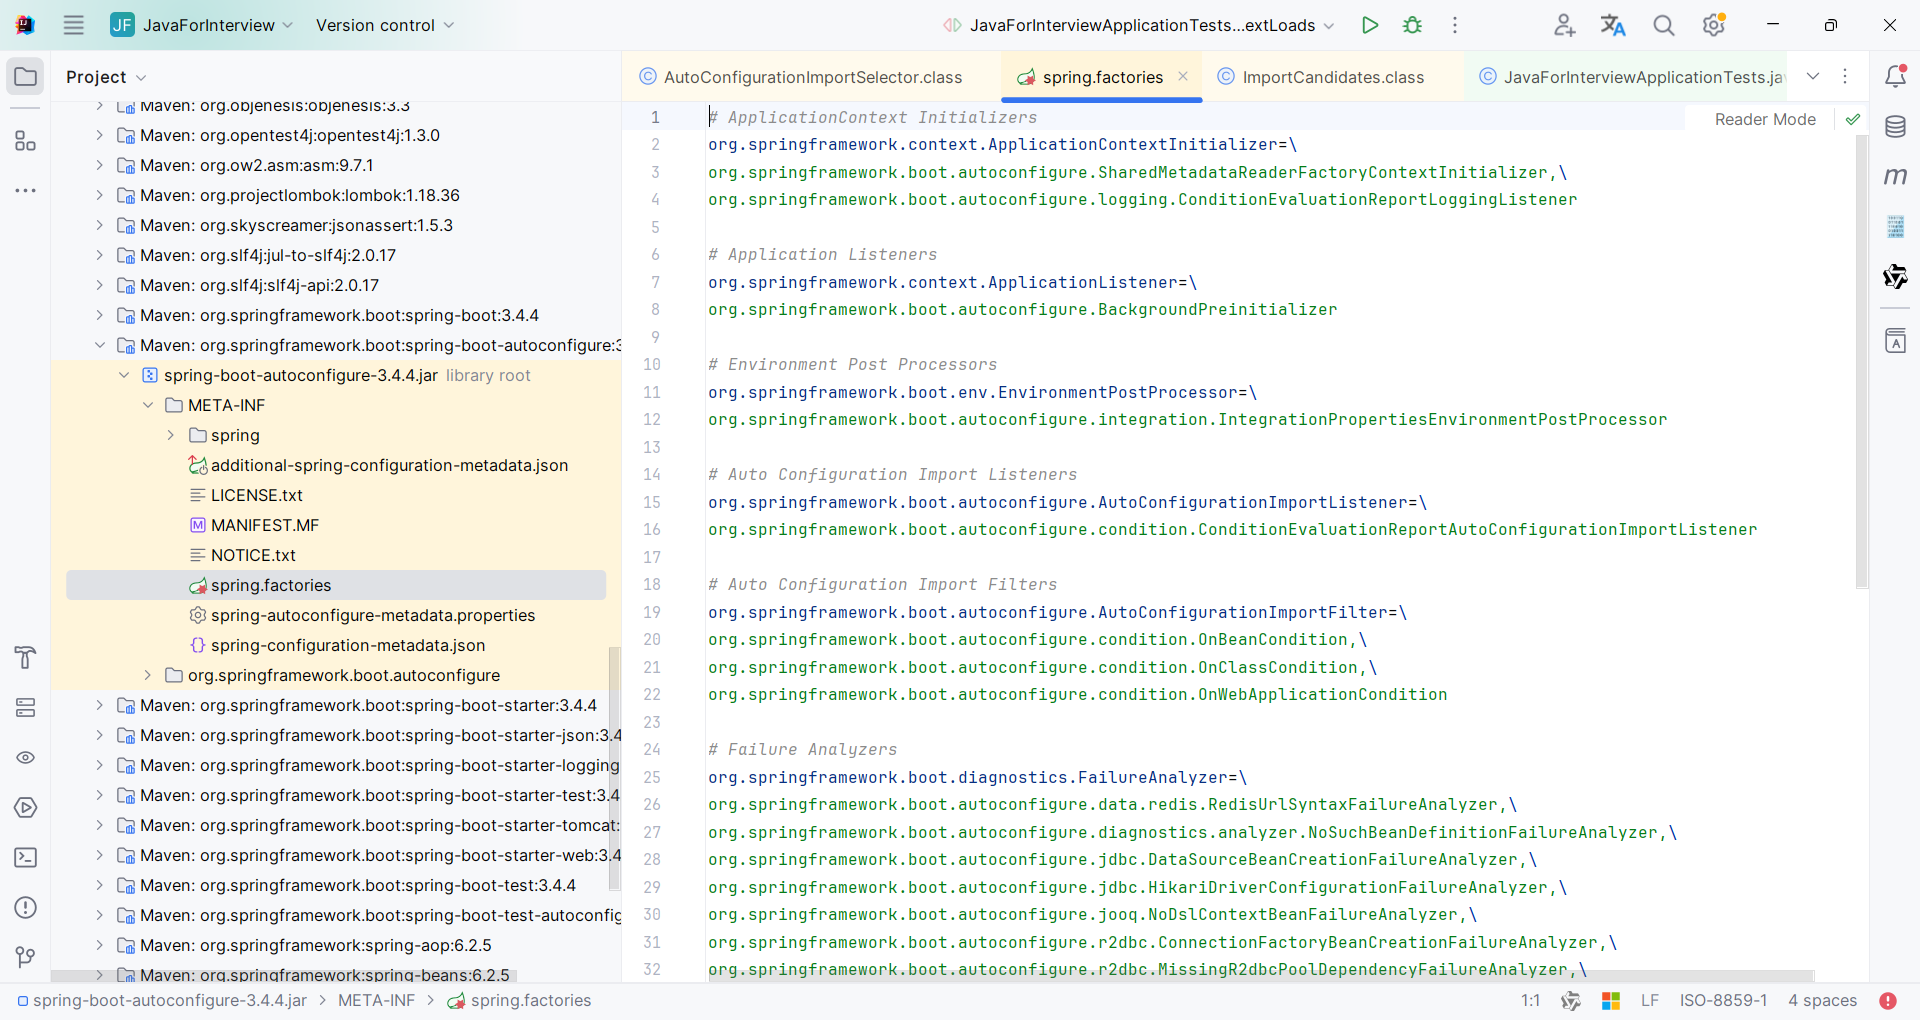 JF JavaForInterview Version control JavaForInterviewApplicationTests...extLoads
Project
Maven: org.objenesis:objenesis:3.3
Maven: org.opentest4j:opentest4j:1.3.0
Maven: org.ow2.asm:asm:9.7.1
Maven: org.projectlombok:lombok:1.18.36
Maven: org.skyscreamer:jsonassert:1.5.3
Maven: org.slf4j:jul-to-slf4j:2.0.17
Maven: org.slf4j:slf4j-api:2.0.17
Maven: org.springframework.boot:spring-boot:3.4.4
Maven: org.springframework.boot:spring-boot-autoconfigure:3
spring-boot-autoconfigure-3.4.4.jar library root
META-INF
spring
additional-spring-configuration-metadata.json
LICENSE.txt
MANIFEST.MF
NOTICE.txt
spring.factories
spring-autoconfigure-metadata.properties
spring-configuration-metadata.json
org.springframework.boot.autoconfigure
Maven: org.springframework.boot:spring-boot-starter:3.4.4
Maven: org.springframework.boot:spring-boot-starter-json:3.4
Maven: org.springframework.boot:spring-boot-starter-logging
Maven: org.springframework.boot:spring-boot-starter-test:3.4
Maven: org.springframework.boot:spring-boot-starter-tomcat:
Maven: org.springframework.boot:spring-boot-starter-web:3.4
Maven: org.springframework.boot:spring-boot-test:3.4.4
Maven: org.springframework.boot:spring-boot-test-autoconfig
Maven: org.springframework:spring-aop:6.2.5
Maven: org.springframework:spring-beans:6.2.5
AutoConfigurationImportSelector.class spring.factories ImportCandidates.class JavaForInterviewApplicationTests.ja
Reader Mode
1 # ApplicationContext Initializers
2 org.springframework.context.ApplicationContextInitializer=\
3 org.springframework.boot.autoconfigure.SharedMetadataReaderFactoryContextInitializer,\
4 org.springframework.boot.autoconfigure.logging.ConditionEvaluationReportLoggingListener
5
6 # Application Listeners
7 org.springframework.context.ApplicationListener=\
8 org.springframework.boot.autoconfigure.BackgroundPreinitializer
9
10 # Environment Post Processors
11 org.springframework.boot.env.EnvironmentPostProcessor=\
12 org.springframework.boot.autoconfigure.integration.IntegrationPropertiesEnvironmentPostProcessor
13
14 # Auto Configuration Import Listeners
15 org.springframework.boot.autoconfigure.AutoConfigurationImportListener=\
16 org.springframework.boot.autoconfigure.condition.ConditionEvaluationReportAutoConfigurationImportListener
17
18 # Auto Configuration Import Filters
19 org.springframework.boot.autoconfigure.AutoConfigurationImportFilter=\
20 org.springframework.boot.autoconfigure.condition.OnBeanCondition,\
21 org.springframework.boot.autoconfigure.condition.OnClassCondition,\
22 org.springframework.boot.autoconfigure.condition.OnWebApplicationCondition
23
24 # Failure Analyzers
25 org.springframework.boot.diagnostics.FailureAnalyzer=\
26 org.springframework.boot.autoconfigure.data.redis.RedisUrlSyntaxFailureAnalyzer,\
27 org.springframework.boot.autoconfigure.diagnostics.analyzer.NoSuchBeanDefinitionFailureAnalyzer,\
28 org.springframework.boot.autoconfigure.jdbc.DataSourceBeanCreationFailureAnalyzer,\
29 org.springframework.boot.autoconfigure.jdbc.HikariDriverConfigurationFailureAnalyzer,\
30 org.springframework.boot.autoconfigure.jooq.NoDslContextBeanFailureAnalyzer,\
31 org.springframework.boot.autoconfigure.r2dbc.ConnectionFactoryBeanCreationFailureAnalyzer,\
32 org.springframework.boot.autoconfigure.r2dbc.MissingR2dbcPoolDependencyFailureAnalyzer,\
spring-boot-autoconfigure-3.4.4.jar META-INF spring.factories 1:1 LF ISO-8859-1 4 spaces